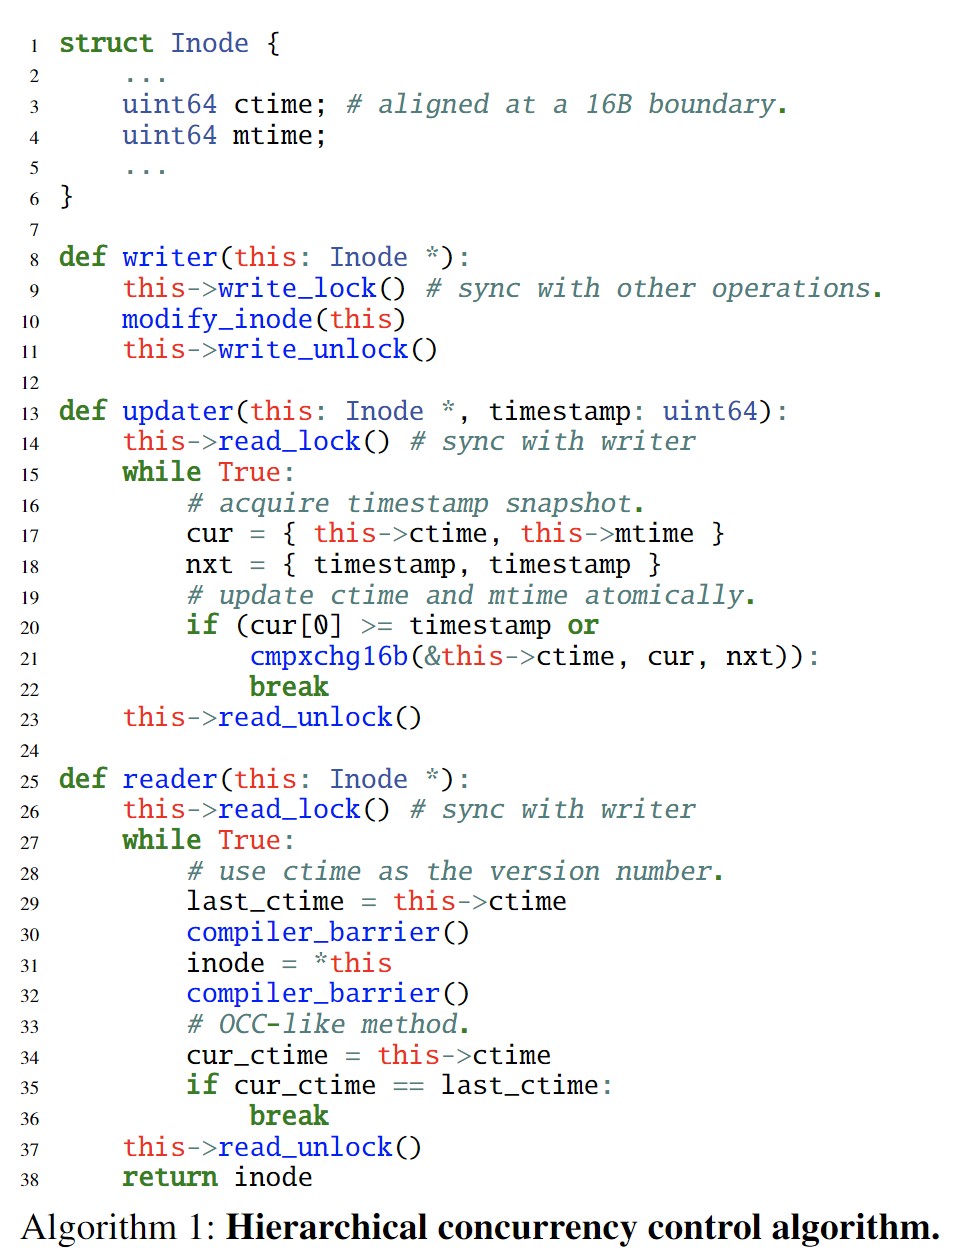 1 struct Inode {
2     ...
3     uint64 ctime; # aligned at a 16B boundary.
4     uint64 mtime;
5     ...
6 }
7
8 def writer(this: Inode *):
9     this->write_lock() # sync with other operations.
10     modify_inode(this)
11     this->write_unlock()
12
13 def updater(this: Inode *, timestamp: uint64):
14     this->read_lock() # sync with writer
15     while True:
16         # acquire timestamp snapshot.
17         cur = { this->ctime, this->mtime }
18         nxt = { timestamp, timestamp }
19         # update ctime and mtime atomically.
20         if (cur[0] >= timestamp or
21             cmpxchg16b(&this->ctime, cur, nxt)):
22             break
23     this->read_unlock()
24
25 def reader(this: Inode *):
26     this->read_lock() # sync with writer
27     while True:
28         # use ctime as the version number.
29         last_ctime = this->ctime
30         compiler_barrier()
31         inode = *this
32         compiler_barrier()
33         # OCC-like method.
34         cur_ctime = this->ctime
35         if cur_ctime == last_ctime:
36             break
37     this->read_unlock()
38     return inode
Algorithm 1: Hierarchical concurrency control algorithm.